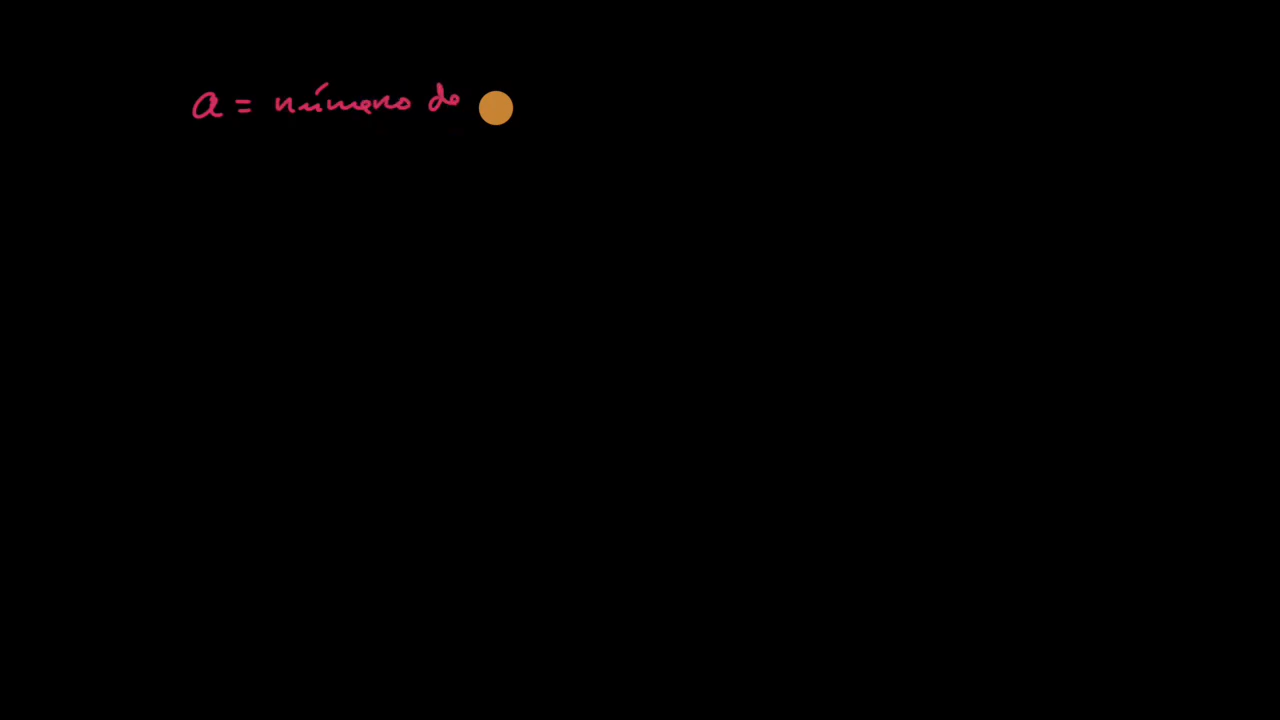 a = número de